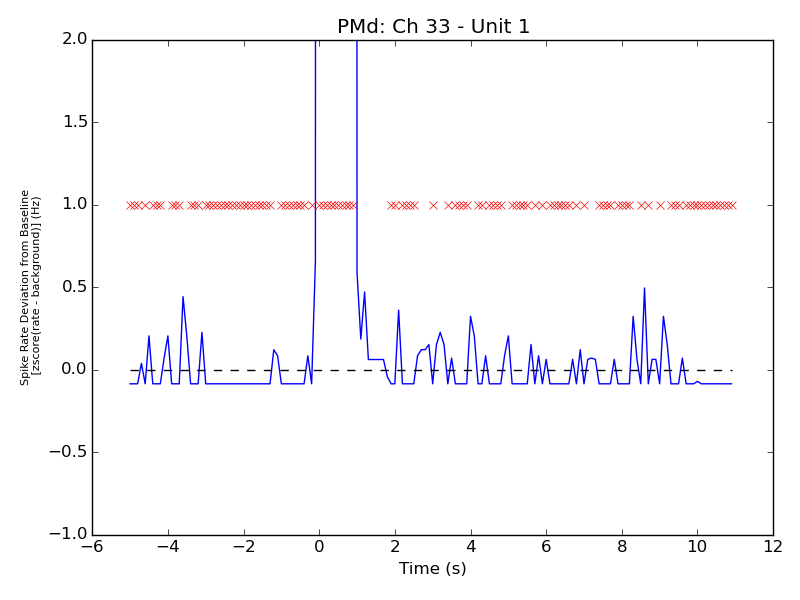 PMd: Ch 33 - Unit 1
2.0
1.5
1.0
0.5
0.0
−0.5
−1.0
Spike Rate Deviation from Baseline
[zscore(rate - background)] (Hz)
−6 −4 −2 0 2 4 6 8 10 12
Time (s)